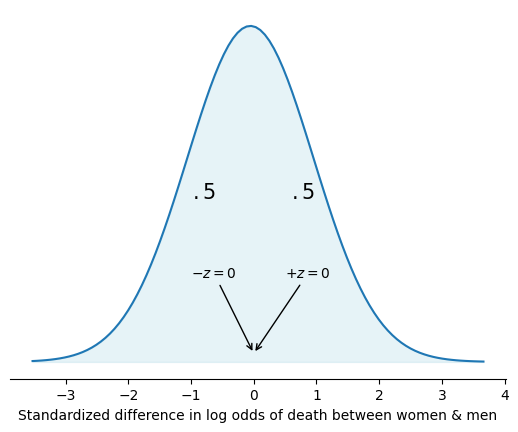 .5 .5
−z=0 +z=0
−3 −2 −1 0 1 2 3 4
Standardized difference in log odds of death between women & men